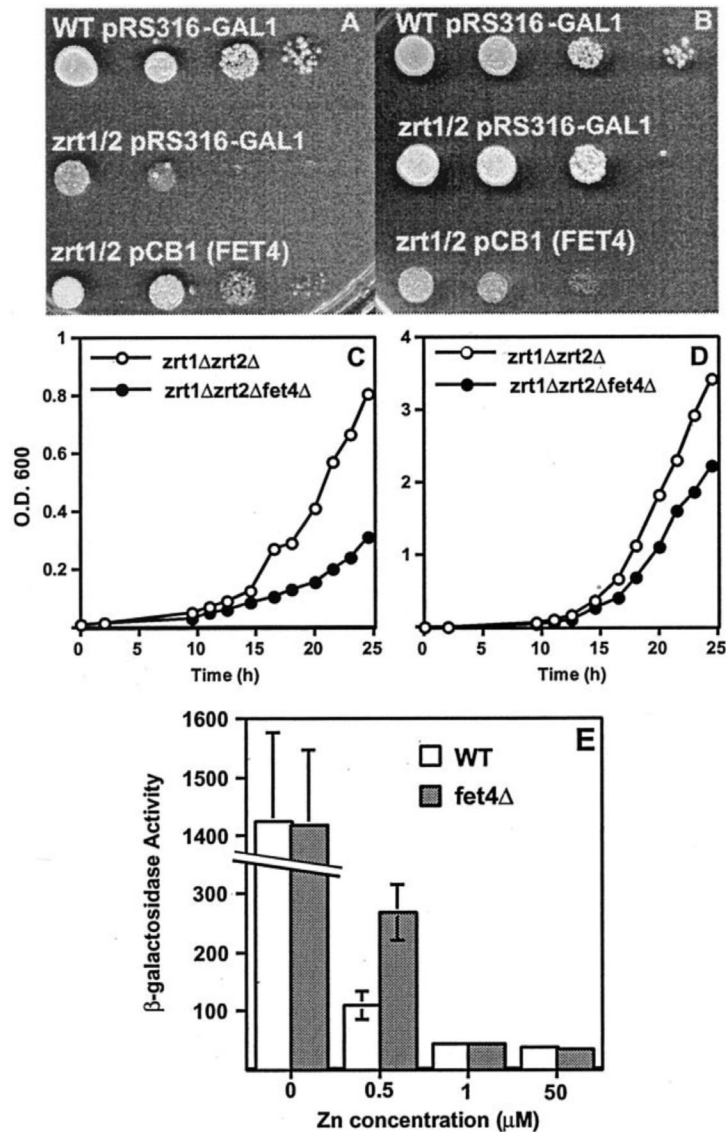 WT pRS316-GAL1 A
zrt1/2 pRS316-GAL1
zrt1/2 pCB1 (FET4)
WT pRS316-GAL1 B
zrt1/2 pRS316-GAL1
zrt1/2 pCB1 (FET4)
C
zrt1Δzrt2Δ
zrt1Δzrt2Δfet4Δ
O.D. 600
1
0.8
0.6
0.4
0.2
0 5 10 15 20 25
Time (h)
D
zrt1Δzrt2Δ
zrt1Δzrt2Δfet4Δ
4
3
2
1
0 5 10 15 20 25
Time (h)
E
WT
fet4Δ
β-galactosidase Activity
1600
1500
1400
300
200
100
0 0.5 1 50
Zn concentration (μM)